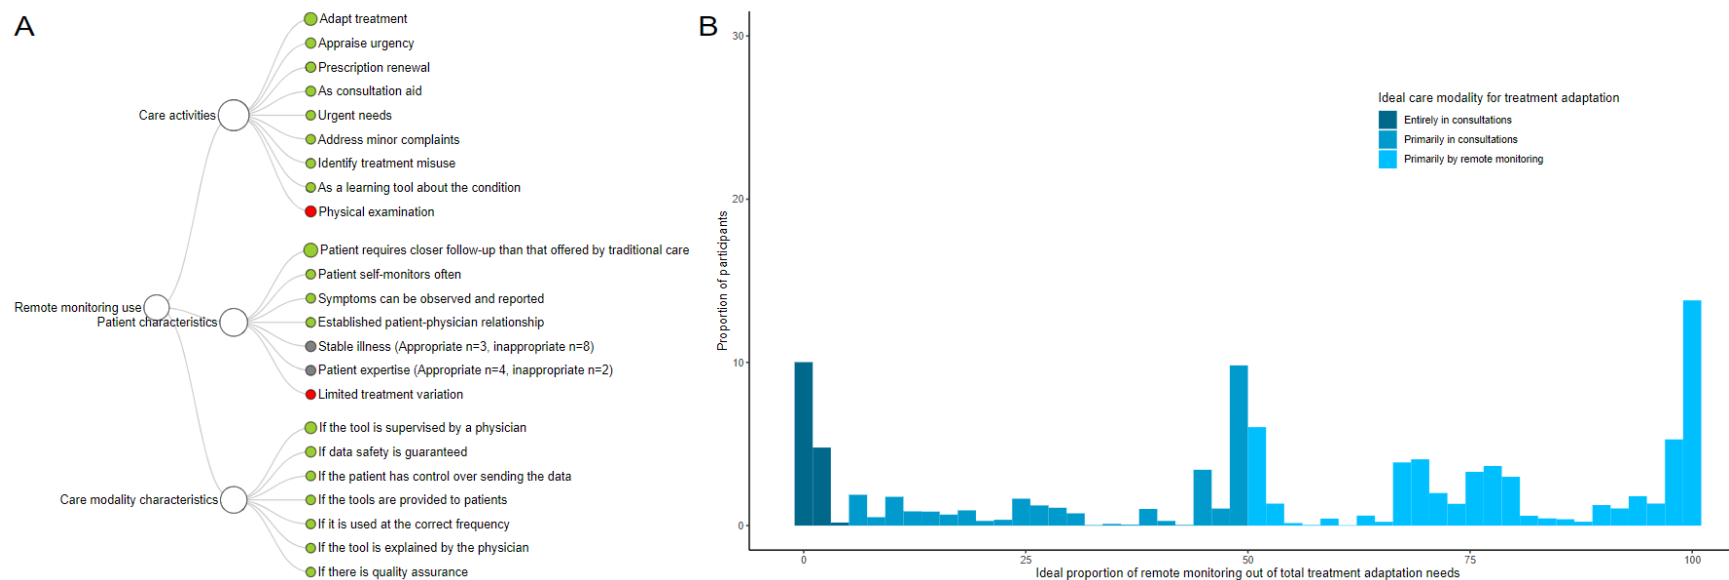 A
Adapt treatment
Appraise urgency
Prescription renewal
As consultation aid
Care activities
Urgent needs
Address minor complaints
Identify treatment misuse
As a learning tool about the condition
Physical examination
Patient requires closer follow-up than that offered by traditional care
Patient self-monitors often
Symptoms can be observed and reported
Remote monitoring use
Patient characteristics
Established patient-physician relationship
Stable illness (Appropriate n=3, inappropriate n=8)
Patient expertise (Appropriate n=4, inappropriate n=2)
Limited treatment variation
If the tool is supervised by a physician
If data safety is guaranteed
If the patient has control over sending the data
Care modality characteristics
If the tools are provided to patients
If it is used at the correct frequency
If the tool is explained by the physician
If there is quality assurance
B
Proportion of participants
30
20
10
0
Ideal care modality for treatment adaptation
Entirely in consultations
Primarily in consultations
Primarily by remote monitoring
0
25
50
75
100
Ideal proportion of remote monitoring out of total treatment adaptation needs